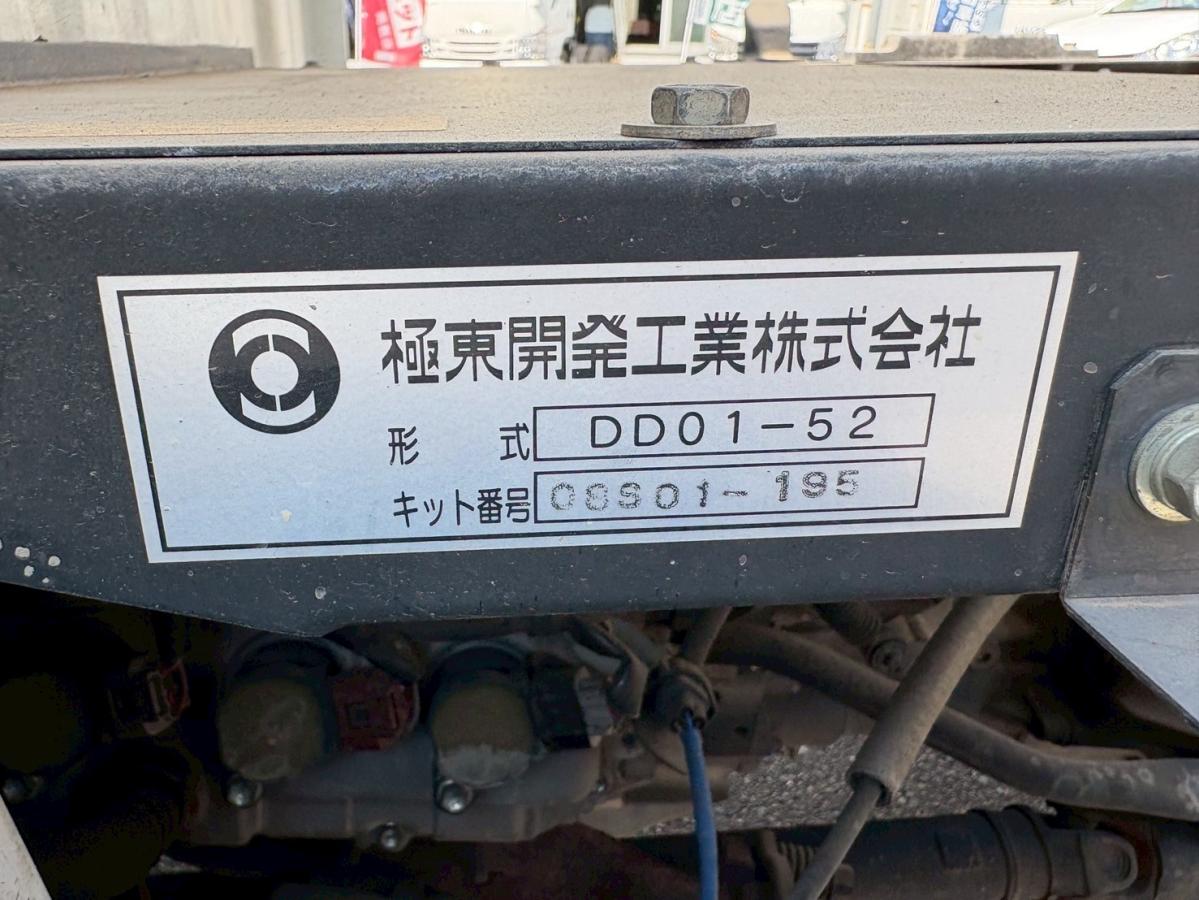 極東開発工業株式会社
形 式 DD01-52
キット番号 08S01-195